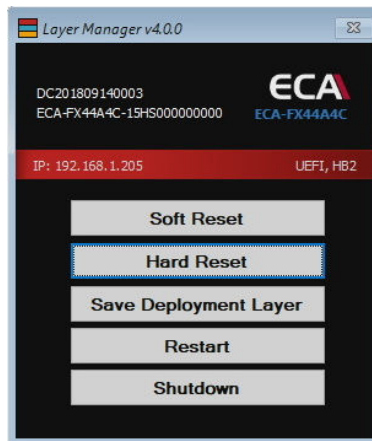 Layer Manager v4.0.0
DC201809140003
ECA-FX44A4C-15HS000000000
ECA
ECA-FX44A4C
IP: 192.168.1.205
UEFI, HB2
Soft Reset
Hard Reset
Save Deployment Layer
Restart
Shutdown